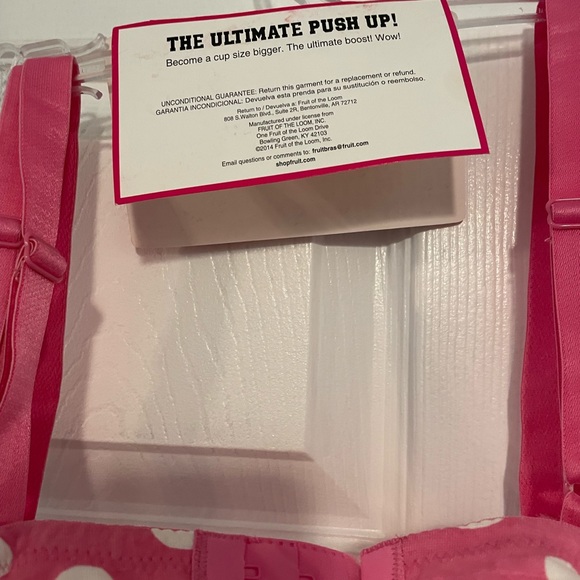 THE ULTIMATE PUSH UP!
Become a cup size bigger. The ultimate boost! Wow!
UNCONDITIONAL GUARANTEE: Return this garment for a replacement or refund.
GARANTIA INCONDICIONAL: Devuelva esta prenda para su sustitución o reembolso.
Return to / Devuelva a: Fruit of the Loom
808 S.Walton Blvd., Suite 2R, Bentonville, AR 72712
Manufactured under license from
FRUIT OF THE LOOM, INC.
One Fruit of the Loom Drive
Bowling Green, KY 42103
©2014 Fruit of the Loom, Inc.
Email questions or comments to: fruitbras@fruit.com
shopfruit.com